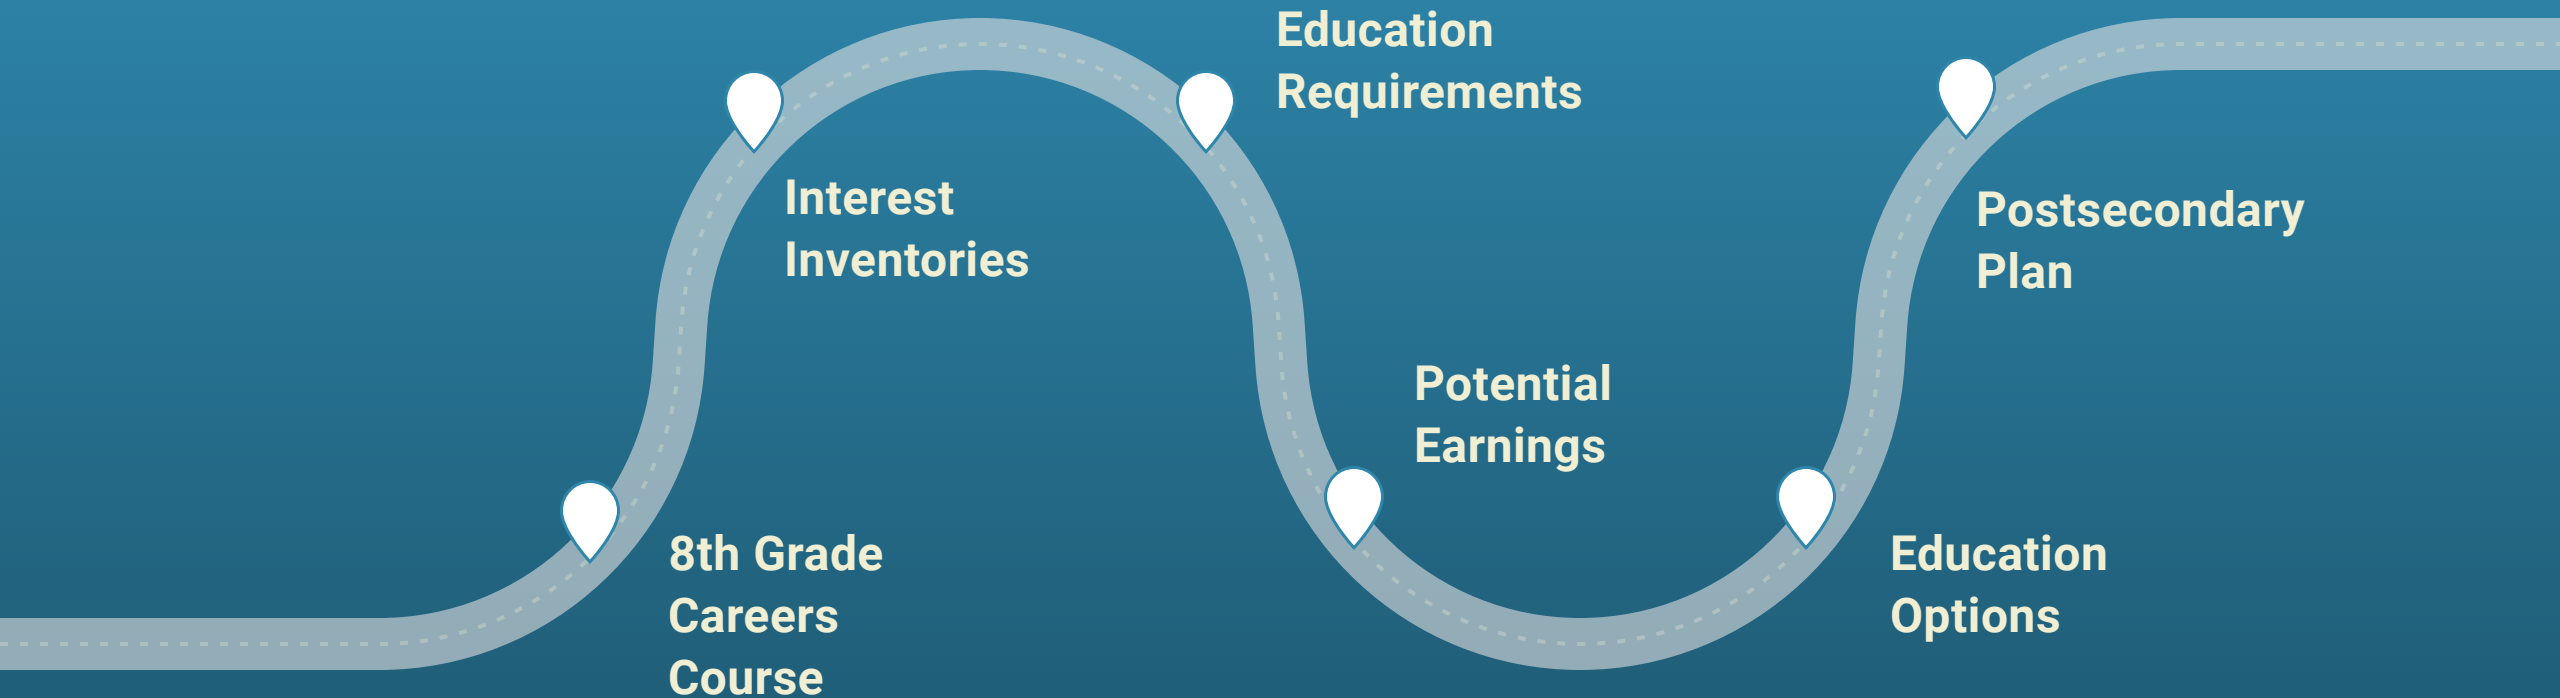 8th Grade
Careers
Course
Interest
Inventories
Education
Requirements
Potential
Earnings
Education
Options
Postsecondary
Plan